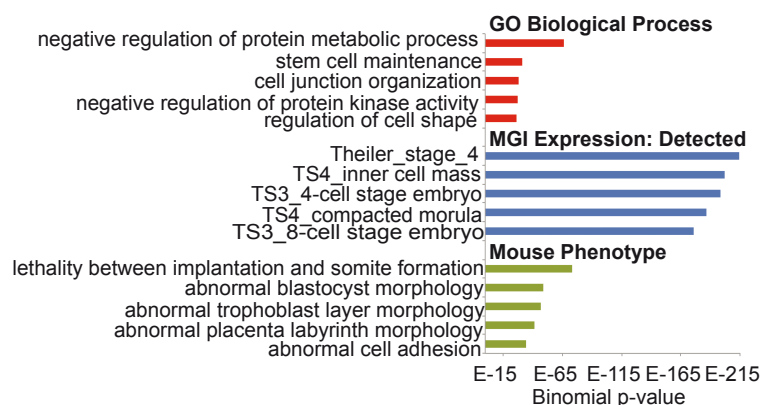 GO Biological Process
negative regulation of protein metabolic process
stem cell maintenance
cell junction organization
negative regulation of protein kinase activity
regulation of cell shape
MGI Expression: Detected
Theiler_stage_4
TS4_inner cell mass
TS3_4-cell stage embryo
TS4_compacted morula
TS3_8-cell stage embryo
Mouse Phenotype
lethality between implantation and somite formation
abnormal blastocyst morphology
abnormal trophoblast layer morphology
abnormal placenta labyrinth morphology
abnormal cell adhesion
E-15 E-65 E-115 E-165 E-215
Binomial p-value